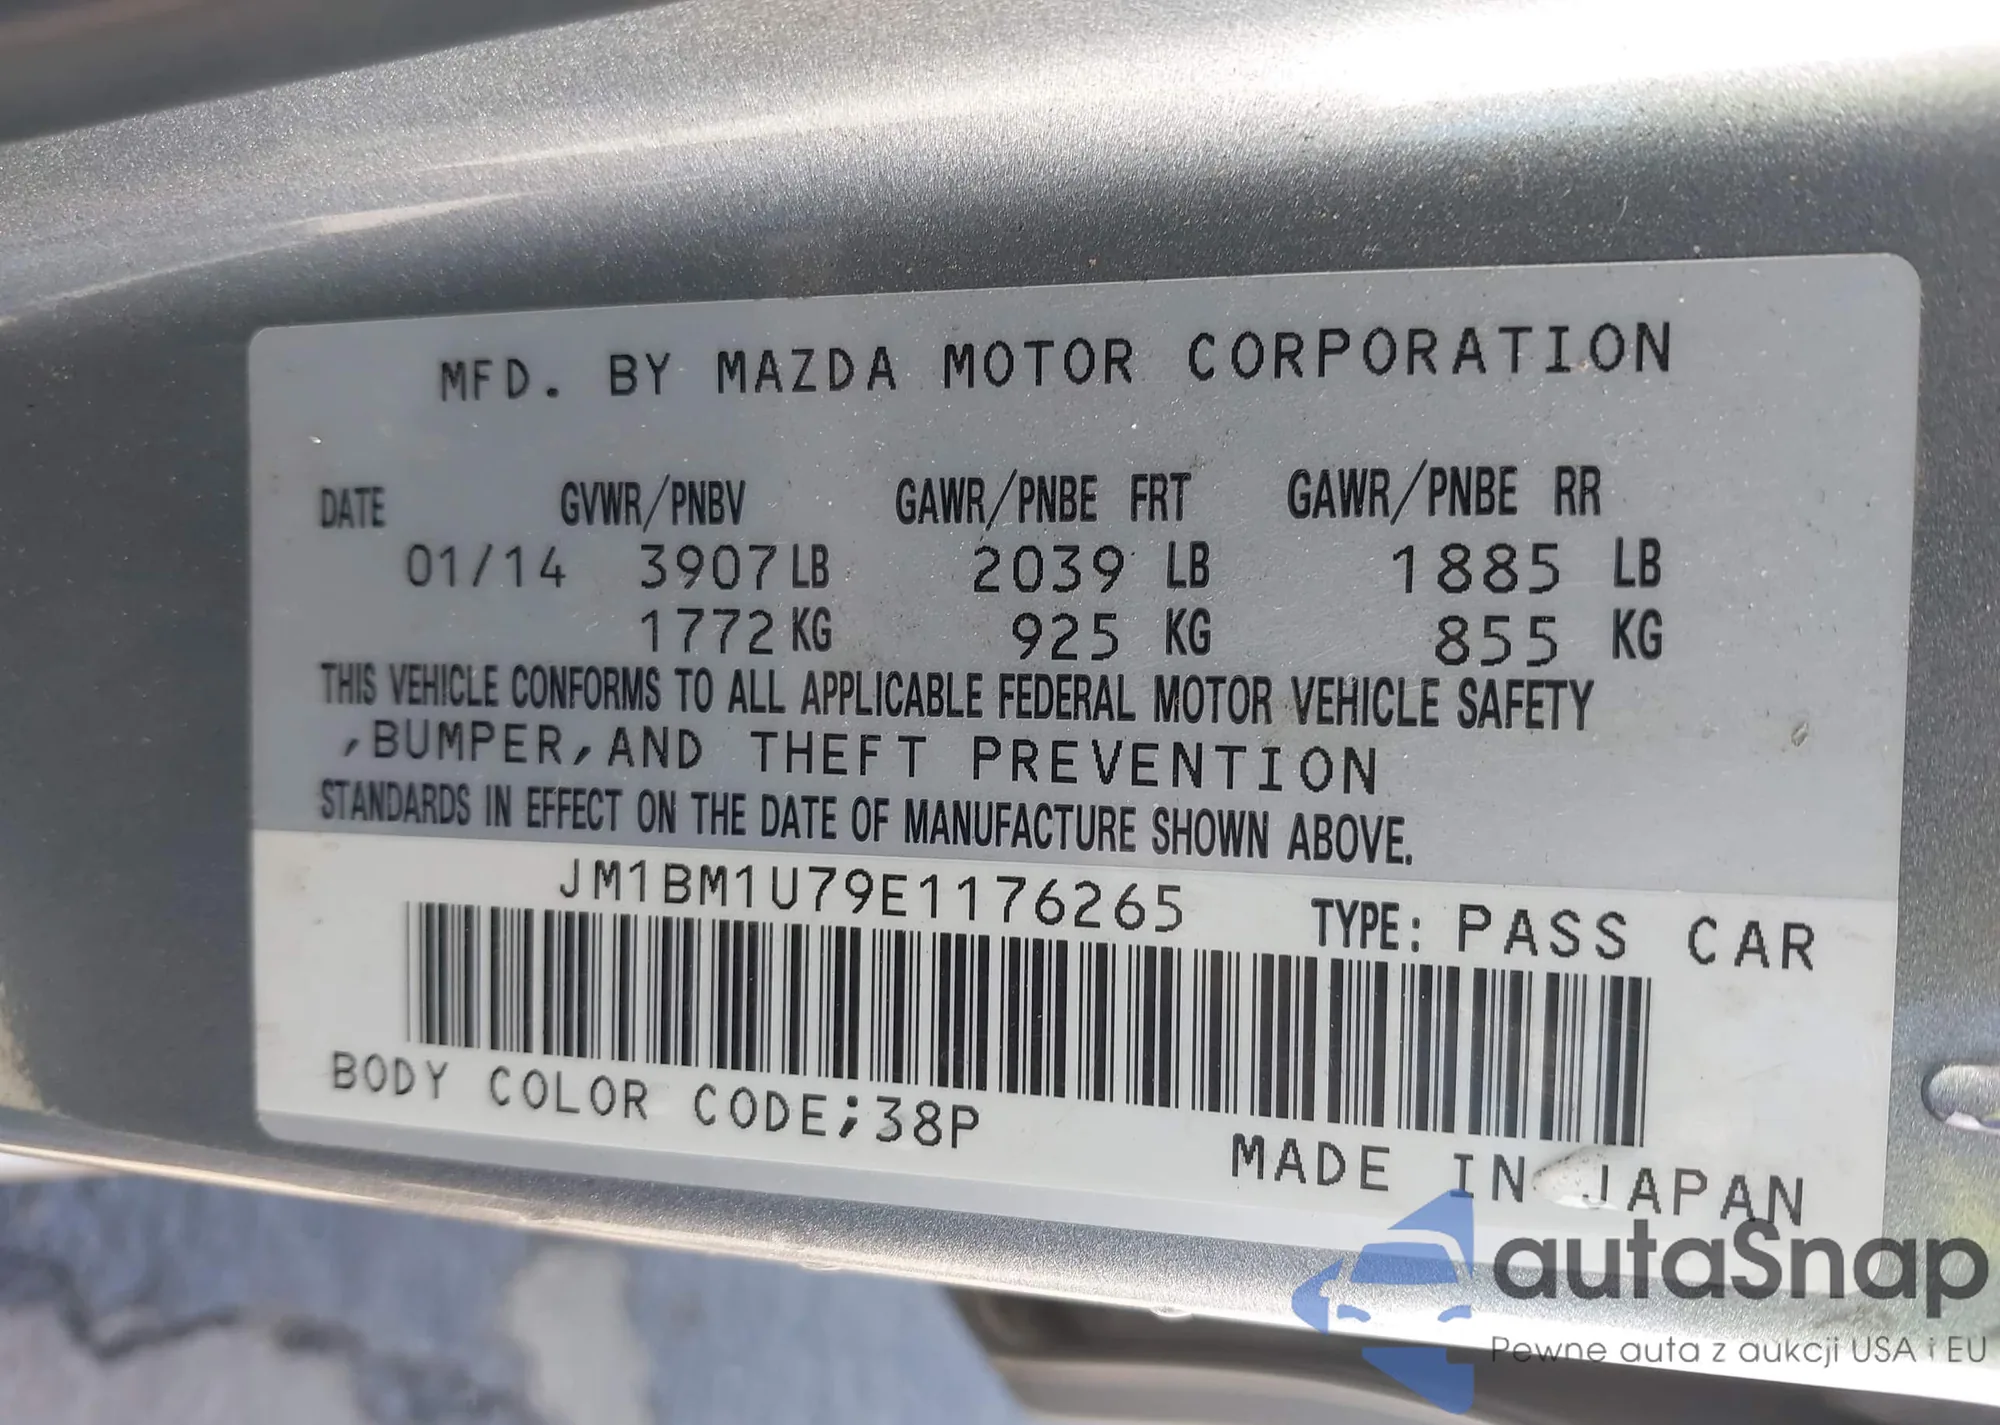 MFD. BY MAZDA MOTOR CORPORATION
DATE GVWR/PNBV GAWR/PNBE FRT GAWR/PNBE RR
01/14 3907 LB 2039 LB 1885 LB
1772 KG 925 KG 855 KG
THIS VEHICLE CONFORMS TO ALL APPLICABLE FEDERAL MOTOR VEHICLE SAFETY
,BUMPER,AND THEFT PREVENTION
STANDARDS IN EFFECT ON THE DATE OF MANUFACTURE SHOWN ABOVE.
JM1BM1U79E1176265 TYPE: PASS CAR
BODY COLOR CODE;38P
MADE IN JAPAN
autaSnap
Pewne auta z aukcji USA i EU